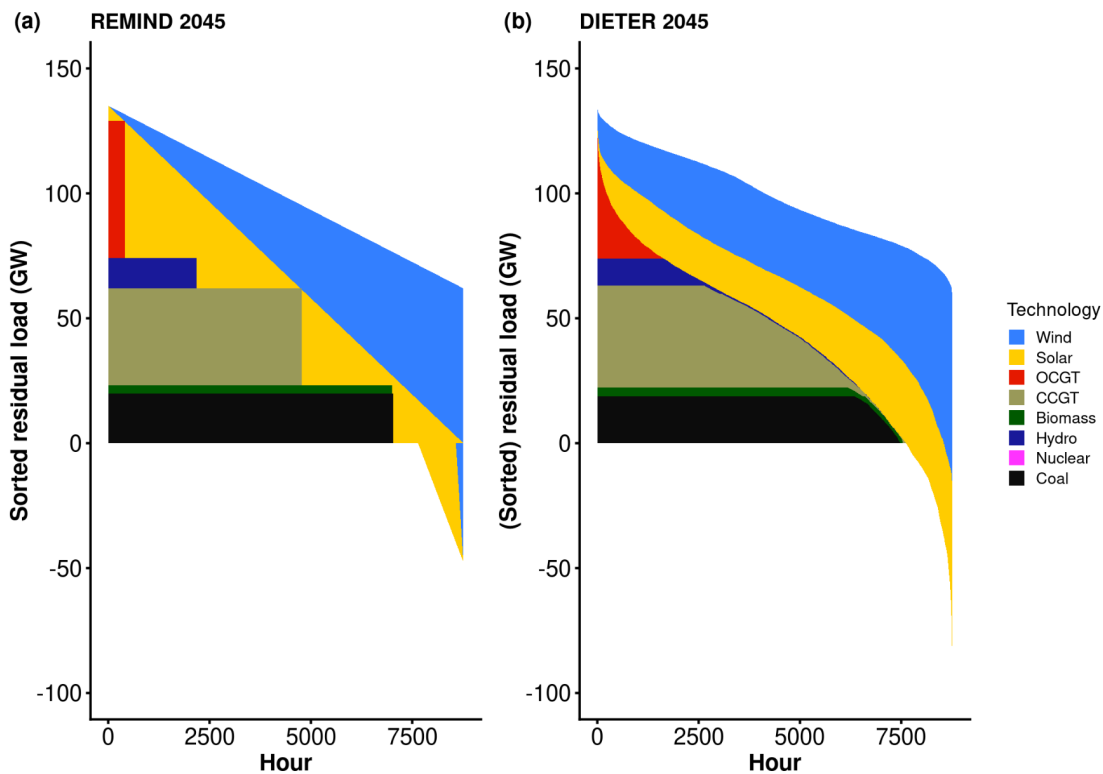 (a)
REMIND 2045
Sorted residual load (GW)
150
100
50
0
-50
-100
0
2500
5000
7500
Hour
(b)
DIETER 2045
(Sorted) residual load (GW)
150
100
50
0
-50
-100
0
2500
5000
7500
Hour
Technology
Wind
Solar
OCGT
CCGT
Biomass
Hydro
Nuclear
Coal